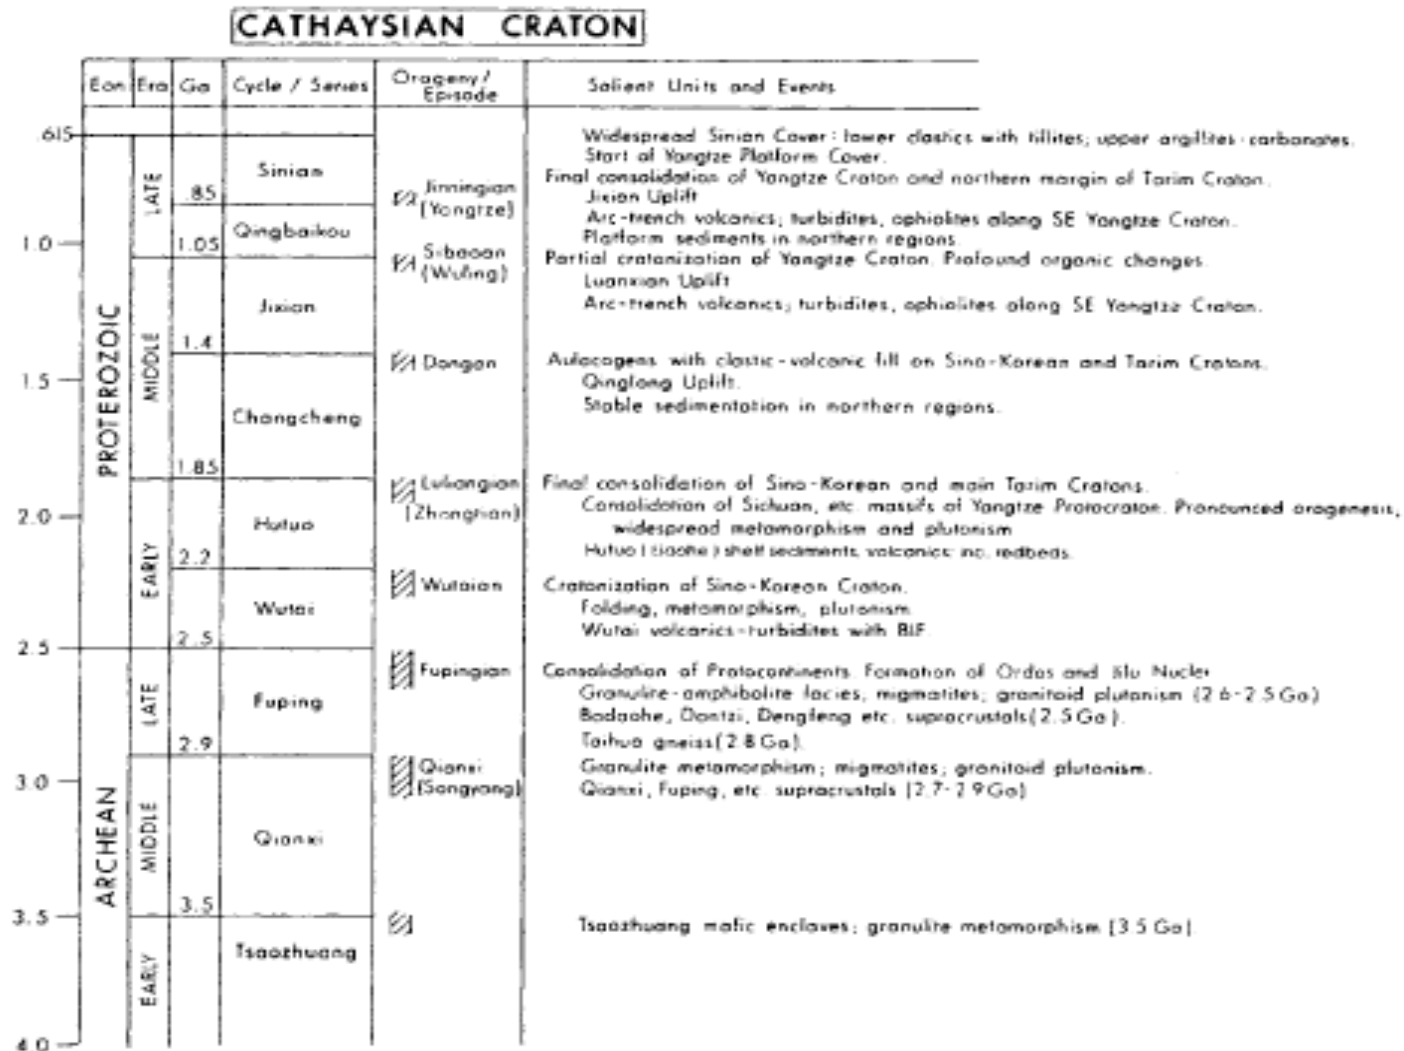 CATHAYSIAN CRATON
Eon Era Ga Cycle / Series Orogeny / Episode Salient Units and Events
.615
Widespread Sinian Cover: lower clastics with tillites; upper argillites-carbonates.
Start of Yangtze Platform Cover.
PROTEROZOIC
LATE
Sinian
.85
Jinningian
(Yangtze)
Final consolidation of Yangtze Craton and northern margin of Tarim Craton.
Jixian Uplift
Arc-trench volcanics; turbidites, ophiolites along SE Yangtze Craton.
Platform sediments in northern regions.
Qingbaikou
1.0
1.05
Sibaoan
(Wuling)
Partial cratonization of Yangtze Craton. Profound organic changes.
Luanxian Uplift
Arc-trench volcanics; turbidites, ophiolites along SE Yangtze Craton.
MIDDLE
Jixian
1.4
Dongan
Aulacogens with clastic-volcanic fill on Sino-Korean and Tarim Cratons.
Qinglong Uplift.
Stable sedimentation in northern regions.
1.5
Changcheng
1.85
Luliangian
(Zhongtian)
Final consolidation of Sino-Korean and main Tarim Cratons.
Consolidation of Sichuan, etc. massifs of Yangtze Protocraton. Pronounced orogenesis,
widespread metamorphism and plutonism
Hutuo shelf sediments, volcanics; inc. redbeds.
2.0
EARLY
Hutuo
2.2
Wutaian
Cratonization of Sino-Korean Craton.
Folding, metamorphism, plutonism
Wutai volcanics-turbidites with BIF.
Wutai
2.5
2.5
ARCHEAN
LATE
Fupingian
Consolidation of Protocontinents. Formation of Ordos and Nuclei
Granulite-amphibolite facies, migmatites; granitoid plutonism (2.6-2.5 Ga)
Badaohe, Dantzi, Dengfeng etc. supracrustals (2.5 Ga).
Taihua gneiss (2.8 Ga).
Fuping
2.9
Qianxi
(Songyang)
Granulite metamorphism; migmatites; granitoid plutonism.
Qianxi, Fuping, etc. supracrustals (2.7-2.9 Ga)
3.0
MIDDLE
Qianxi
3.5
3.5
Tsaozhuang mafic enclaves; granulite metamorphism (3.5 Ga)
EARLY
Tsaozhuang
4.0